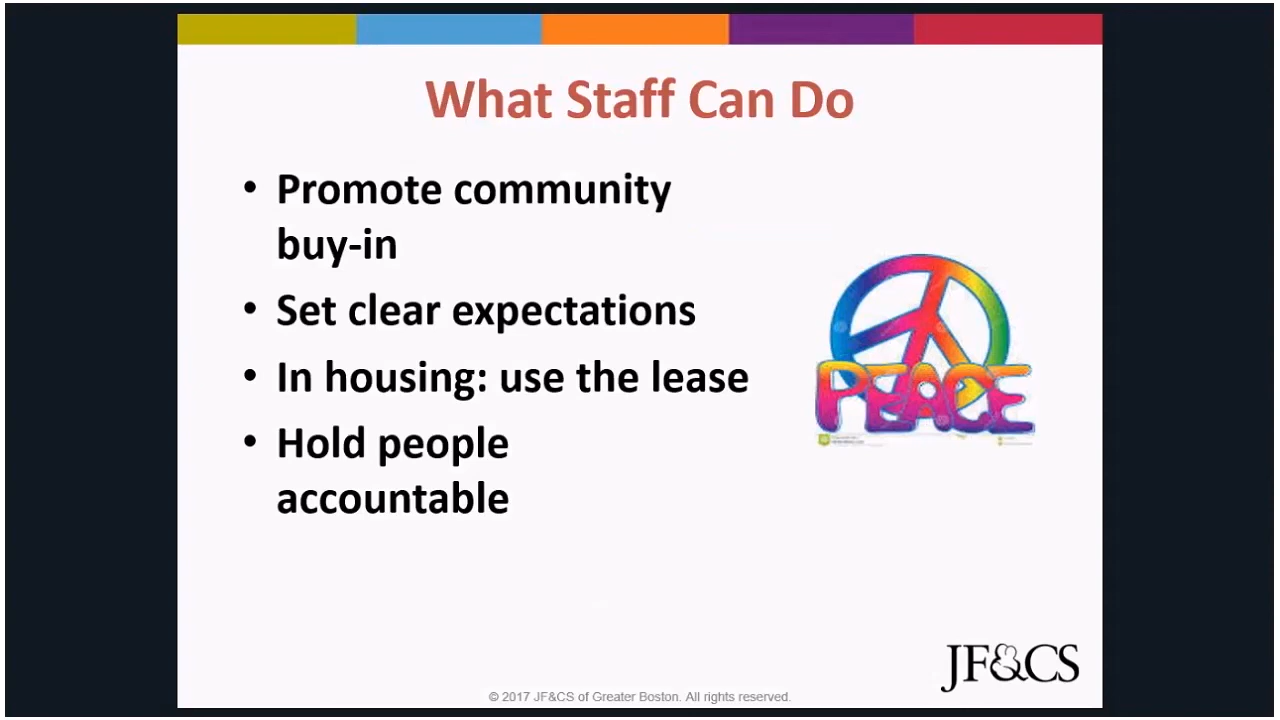 What Staff Can Do
• Promote community
buy-in
• Set clear expectations
• In housing: use the lease
• Hold people
accountable
PEACE
JF&CS
© 2017 JF&CS of Greater Boston. All rights reserved.